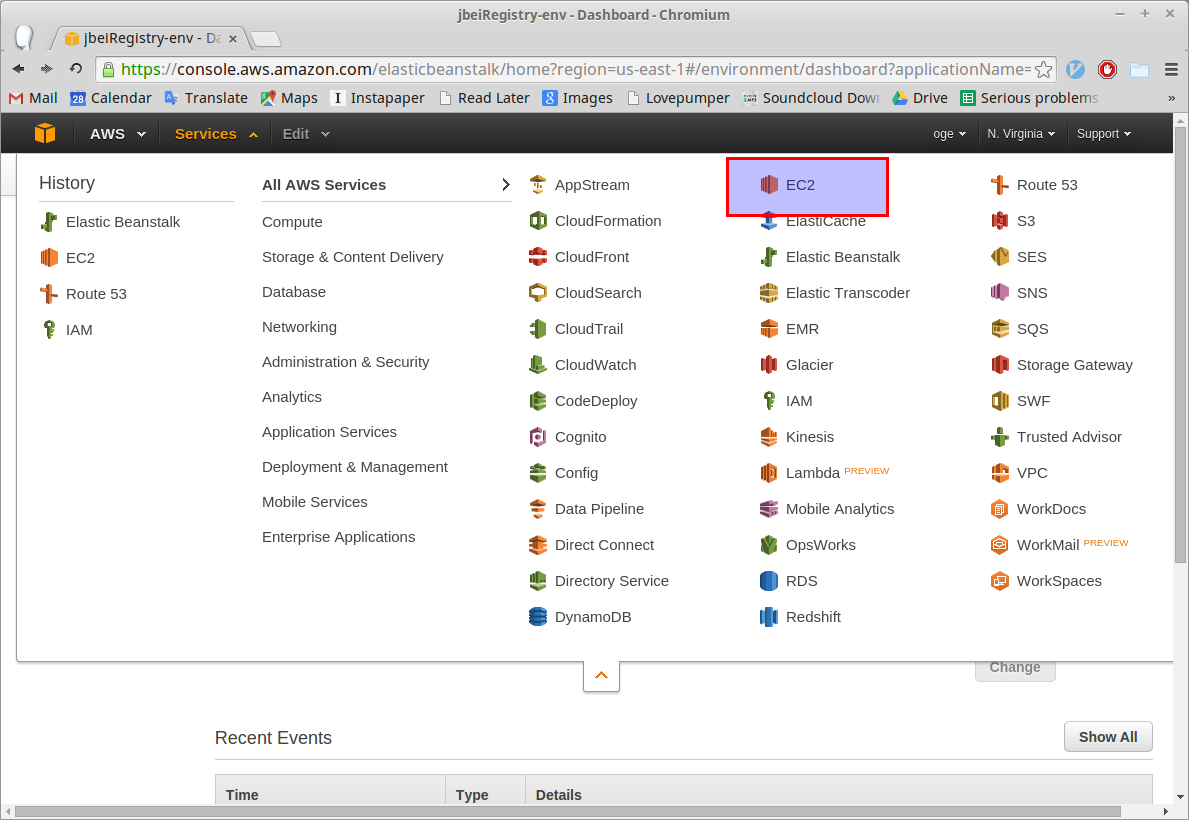 jbeiRegistry-env - Dashboard - Chromium
jbeiRegistry-env - Da
https://console.aws.amazon.com/elasticbeanstalk/home?region=us-east-1#/environment/dashboard?applicationName=
Mail Calendar Translate Maps Instapaper Read Later Images Lovepumper Soundcloud Down Drive Serious problems »
AWS Services Edit oge N. Virginia Support
History
Elastic Beanstalk
EC2
Route 53
IAM
All AWS Services
Compute
Storage & Content Delivery
Database
Networking
Administration & Security
Analytics
Application Services
Deployment & Management
Mobile Services
Enterprise Applications
AppStream
CloudFormation
CloudFront
CloudSearch
CloudTrail
CloudWatch
CodeDeploy
Cognito
Config
Data Pipeline
Direct Connect
Directory Service
DynamoDB
EC2
ElastiCache
Elastic Beanstalk
Elastic Transcoder
EMR
Glacier
IAM
Kinesis
Lambda PREVIEW
Mobile Analytics
OpsWorks
RDS
Redshift
Route 53
S3
SES
SNS
SQS
Storage Gateway
SWF
Trusted Advisor
VPC
WorkDocs
WorkMail PREVIEW
WorkSpaces
Change
Recent Events
Show All
Time Type Details